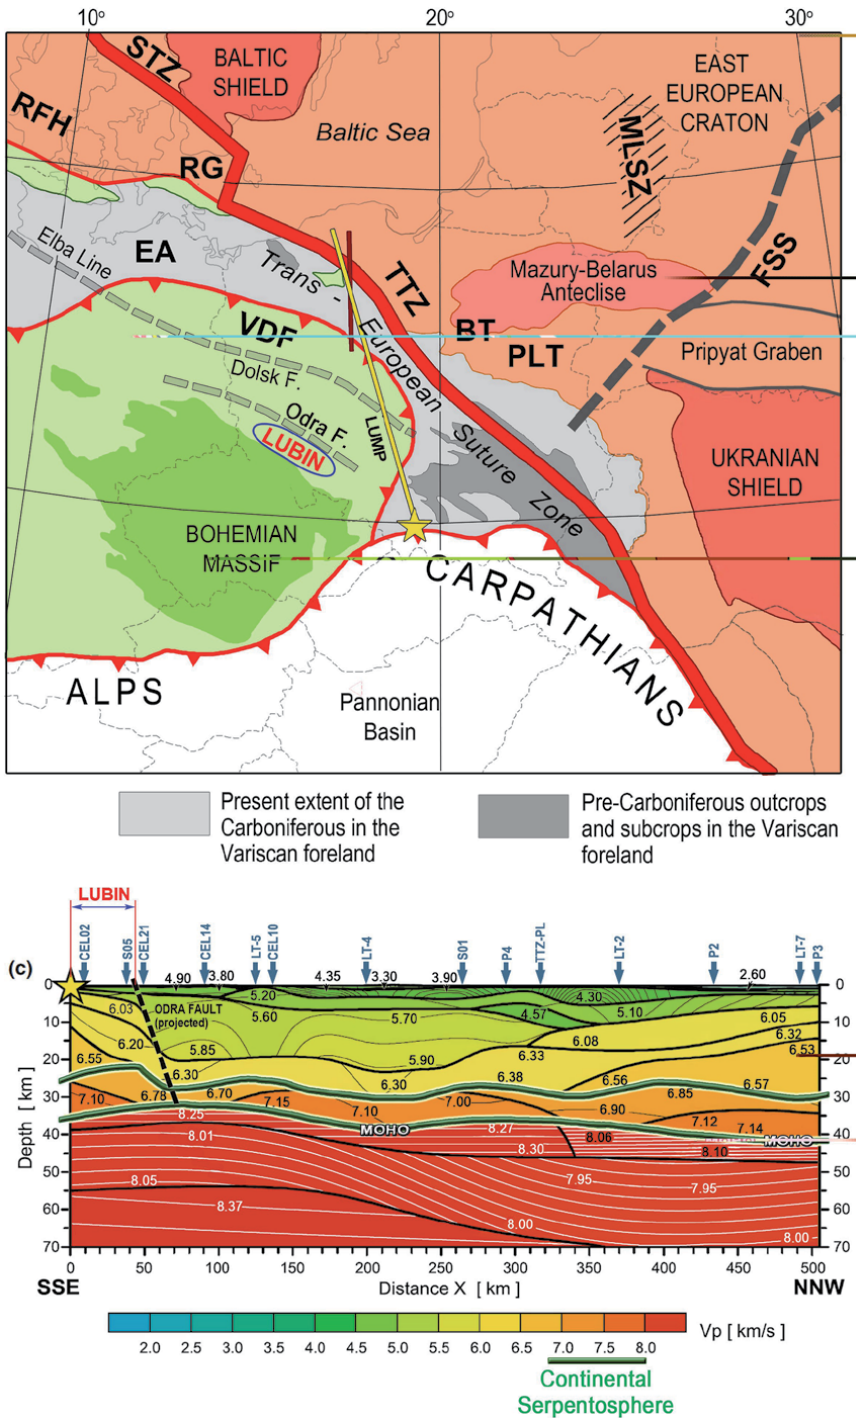 10º
20º
30º
STZ
BALTIC
SHIELD
EAST
EUROPEAN
CRATON
RFH
Baltic Sea
MLSZ
RG
FSS
EA
Elba Line
Trans -
TTZ
Mazury-Belarus
Anteclise
VDF
European
BT
PLT
Pripyat Graben
Dolsk F.
Odra F.
LUBIN
LUMP
Suture
Zone
UKRANIAN
SHIELD
BOHEMIAN
MASSIF
CARPATHIANS
ALPS
Pannonian
Basin
Present extent of the
Carboniferous in the
Variscan foreland
Pre-Carboniferous outcrops
and subcrops in the Variscan
foreland
LUBIN
CEL02
S05
CEL21
CEL14
LT-5
CEL10
LT-4
S01
P4
TTZ-PL
LT-2
P2
LT-7
P3
(c)
0
4.90
3.80
4.35
3.30
3.90
2.60
0
5.20
4.30
6.03
ODRA FAULT
(projected)
5.60
5.70
4.57
5.10
6.05
10
10
6.20
5.85
5.90
6.33
6.08
6.32
6.53
20
20
6.55
6.30
6.30
6.38
6.56
6.85
6.57
30
30
7.10
6.78
6.70
7.15
7.10
7.00
6.90
7.12
7.14
8.25
MOHO
8.27
8.06
MOHO
40
40
8.01
8.30
8.10
50
50
8.05
7.95
7.95
60
60
8.37
8.00
8.00
70
70
Depth [ km ]
0
50
100
150
200
250
300
350
400
450
500
SSE
Distance X [ km ]
NNW
Vp [ km/s ]
2.0
2.5
3.0
3.5
4.0
4.5
5.0
5.5
6.0
6.5
7.0
7.5
8.0
Continental
Serpentosphere